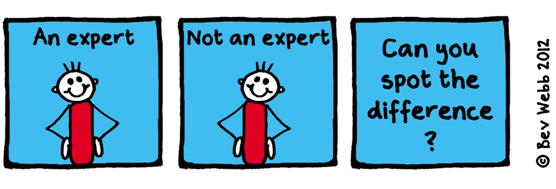 An expert
Not an expert
Can you
spot the
difference
?
© Bev Webb 2012